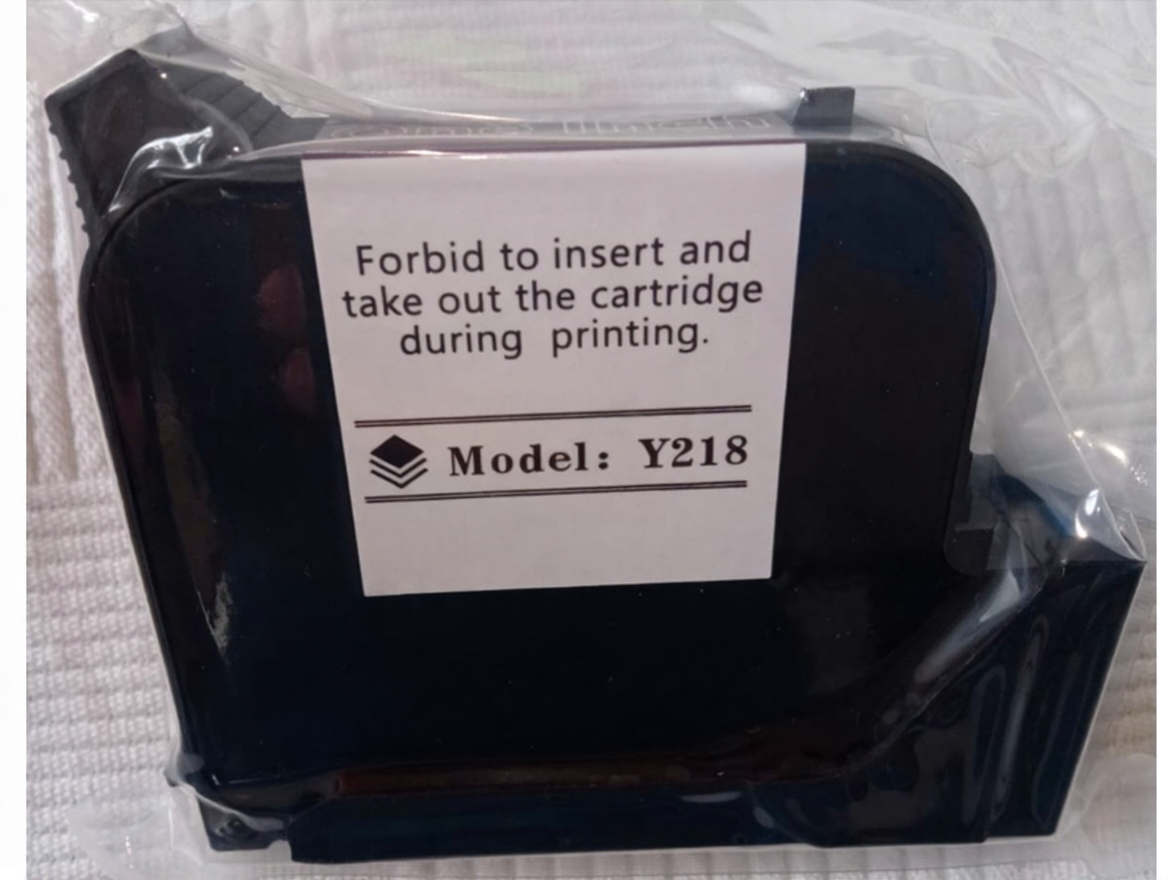 Forbid to insert and
take out the cartridge
during printing.
Model: Y218